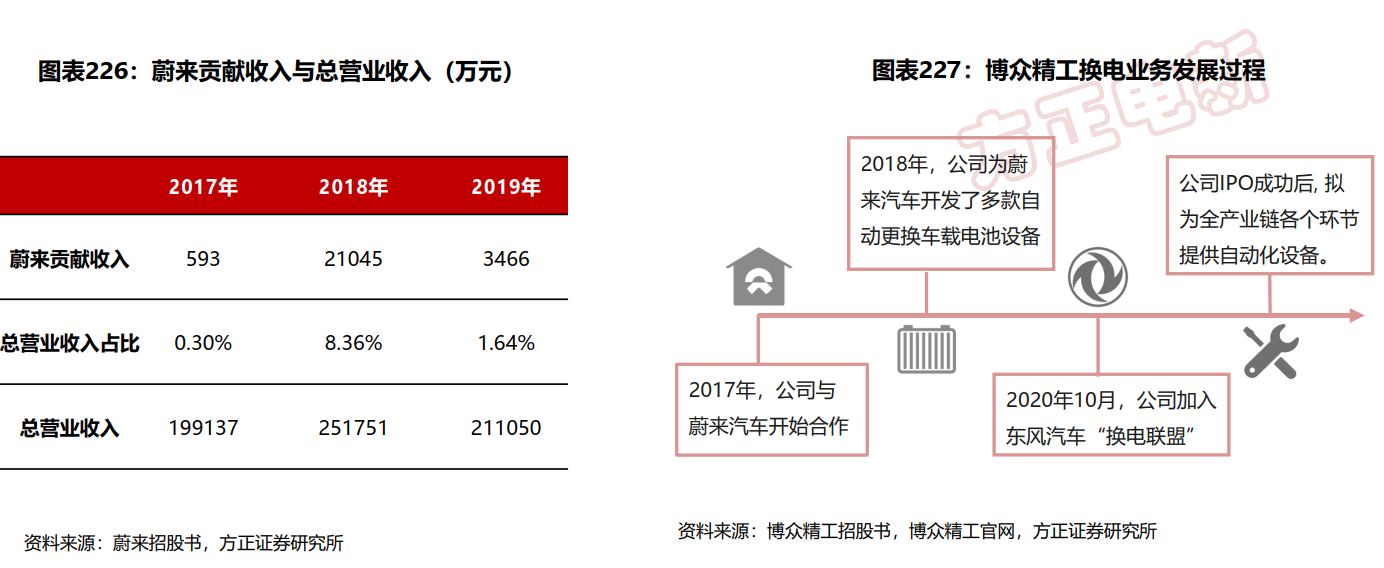 图表226：蔚来贡献收入与总营业收入（万元）
2017年 2018年 2019年
蔚来贡献收入 593 21045 3466
总营业收入占比 0.30% 8.36% 1.64%
总营业收入 199137 251751 211050
资料来源：蔚来招股书，方正证券研究所
图表227：博众精工换电业务发展过程
方正电新
2018年，公司为蔚
来汽车开发了多款自
动更换车载电池设备
公司IPO成功后, 拟
为全产业链各个环节
提供自动化设备。
2017年，公司与
蔚来汽车开始合作
2020年10月，公司加入
东风汽车“换电联盟”
资料来源：博众精工招股书，博众精工官网，方正证券研究所